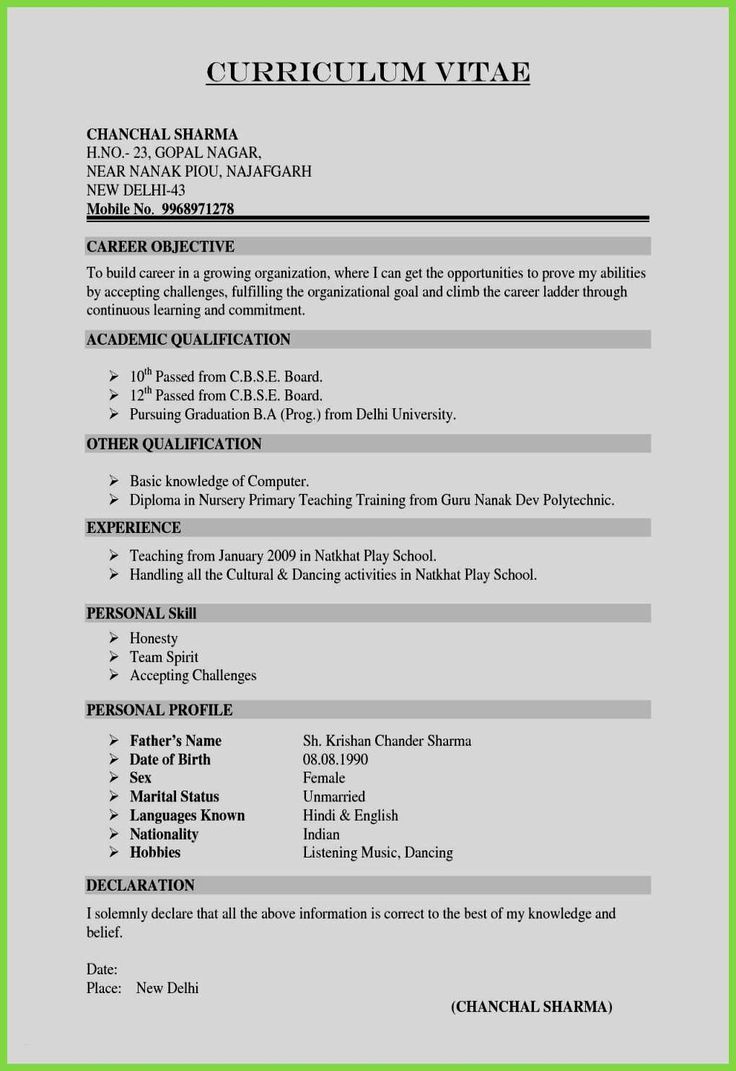 CURRICULUM VITAE
CHANCHAL SHARMA
H.NO.- 23, GOPAL NAGAR,
NEAR NANAK PIOU, NAJAFGARH
NEW DELHI-43
Mobile No. 9968971278
CAREER OBJECTIVE
To build career in a growing organization, where I can get the opportunities to prove my abilities
by accepting challenges, fulfilling the organizational goal and climb the career ladder through
continuous learning and commitment.
ACADEMIC QUALIFICATION
➢ 10th Passed from C.B.S.E. Board.
➢ 12th Passed from C.B.S.E. Board.
➢ Pursuing Graduation B.A (Prog.) from Delhi University.
OTHER QUALIFICATION
➢ Basic knowledge of Computer.
➢ Diploma in Nursery Primary Teaching Training from Guru Nanak Dev Polytechnic.
EXPERIENCE
➢ Teaching from January 2009 in Natkhat Play School.
➢ Handling all the Cultural & Dancing activities in Natkhat Play School.
PERSONAL Skill
➢ Honesty
➢ Team Spirit
➢ Accepting Challenges
PERSONAL PROFILE
➢ Father's Name Sh. Krishan Chander Sharma
➢ Date of Birth 08.08.1990
➢ Sex Female
➢ Marital Status Unmarried
➢ Languages Known Hindi & English
➢ Nationality Indian
➢ Hobbies Listening Music, Dancing
DECLARATION
I solemnly declare that all the above information is correct to the best of my knowledge and
belief.
Date:
Place: New Delhi
(CHANCHAL SHARMA)